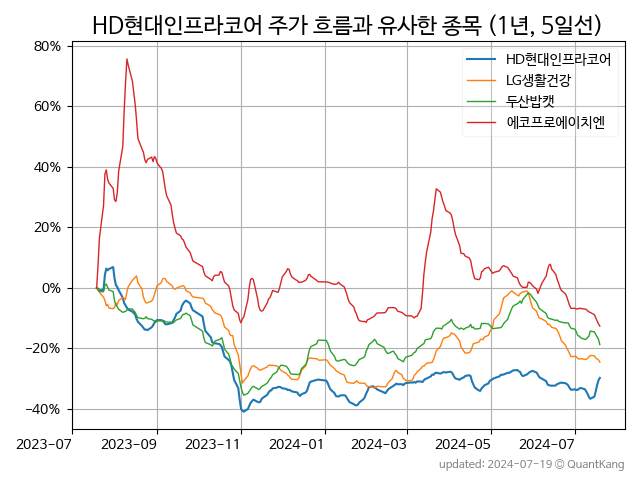 HD현대인프라코어 주가 흐름과 유사한 종목 (1년, 5일선)
HD현대인프라코어
LG생활건강
두산밥캣
에코프로에이치엔
80%
60%
40%
20%
0%
−20%
−40%
2023-07
2023-09
2023-11
2024-01
2024-03
2024-05
2024-07
updated: 2024-07-19 © QuantKang